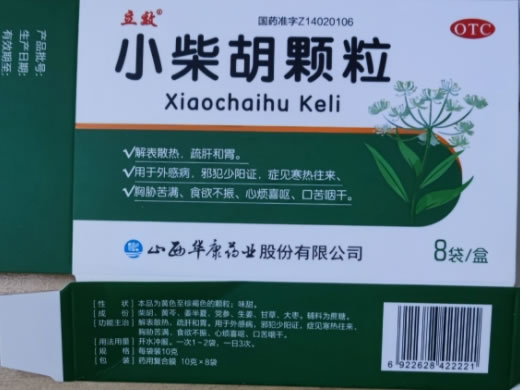 产品批号:
生产日期:
有效期至:
立效
国药准字Z14020106
OTC
小柴胡颗粒
Xiaochaihu Keli
解表散热,疏肝和胃。
用于外感病,邪犯少阳证,症见寒热往来、
胸胁苦满、食欲不振、心烦喜呕、口苦咽干。
山西华康药业股份有限公司
8袋/盒
【性状】本品为黄色至棕褐色的颗粒;味甜。
【成份】柴胡、黄芩、姜半夏、党参、生姜、甘草、大枣。辅料为蔗糖。
【功能主治】解表散热,疏肝和胃。用于外感病,邪犯少阳证,症见寒热往来、
胸胁苦满、食欲不振、心烦喜呕、口苦咽干。
【用法用量】开水冲服。一次1~2袋,一日3次。
【规格】每袋装10克
【包装】药用复合膜 10克×8袋
6 922628 422221